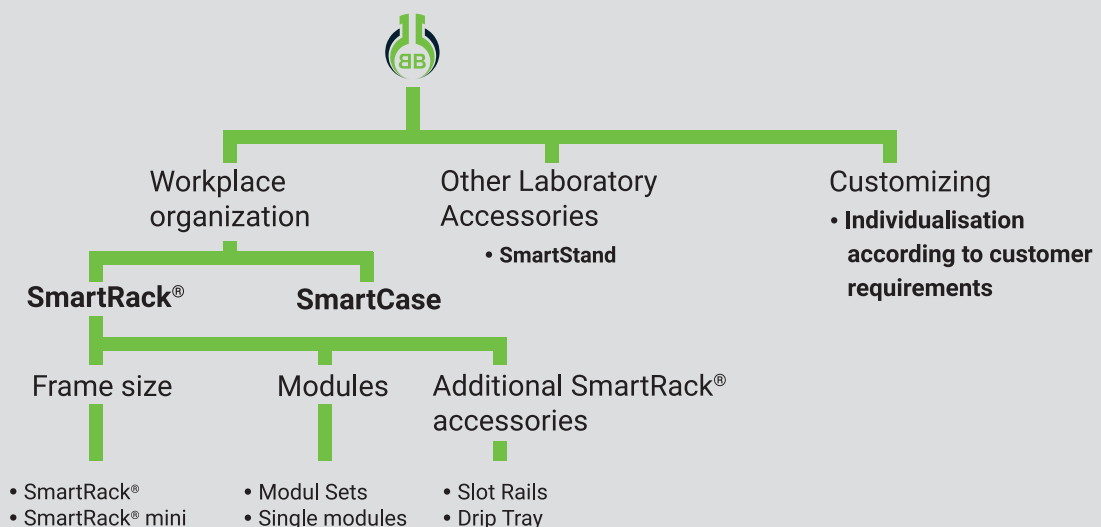 BB
Workplace
organization
Other Laboratory
Accessories
• SmartStand
Customizing
• Individualisation
according to customer
requirements
SmartRack®
SmartCase
Frame size
Modules
Additional SmartRack®
accessories
• SmartRack®
• SmartRack® mini
• Modul Sets
• Single modules
• Slot Rails
• Drip Tray